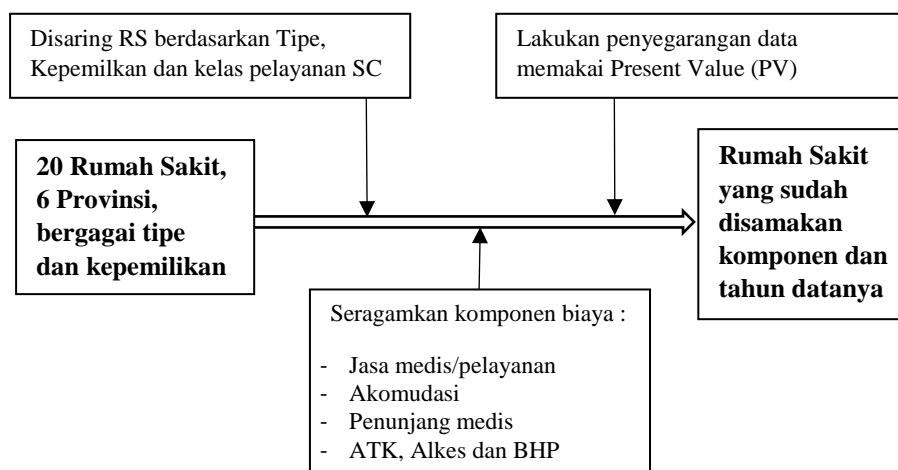 Disaring RS berdasarkan Tipe,
Kepemilkan dan kelas pelayanan SC
Lakukan penyegarangan data
memakai Present Value (PV)
20 Rumah Sakit,
6 Provinsi,
bergagai tipe
dan kepemilikan
Rumah Sakit
yang sudah
disamakan
komponen dan
tahun datanya
Seragamkan komponen biaya :
- Jasa medis/pelayanan
- Akomudasi
- Penunjang medis
- ATK, Alkes dan BHP